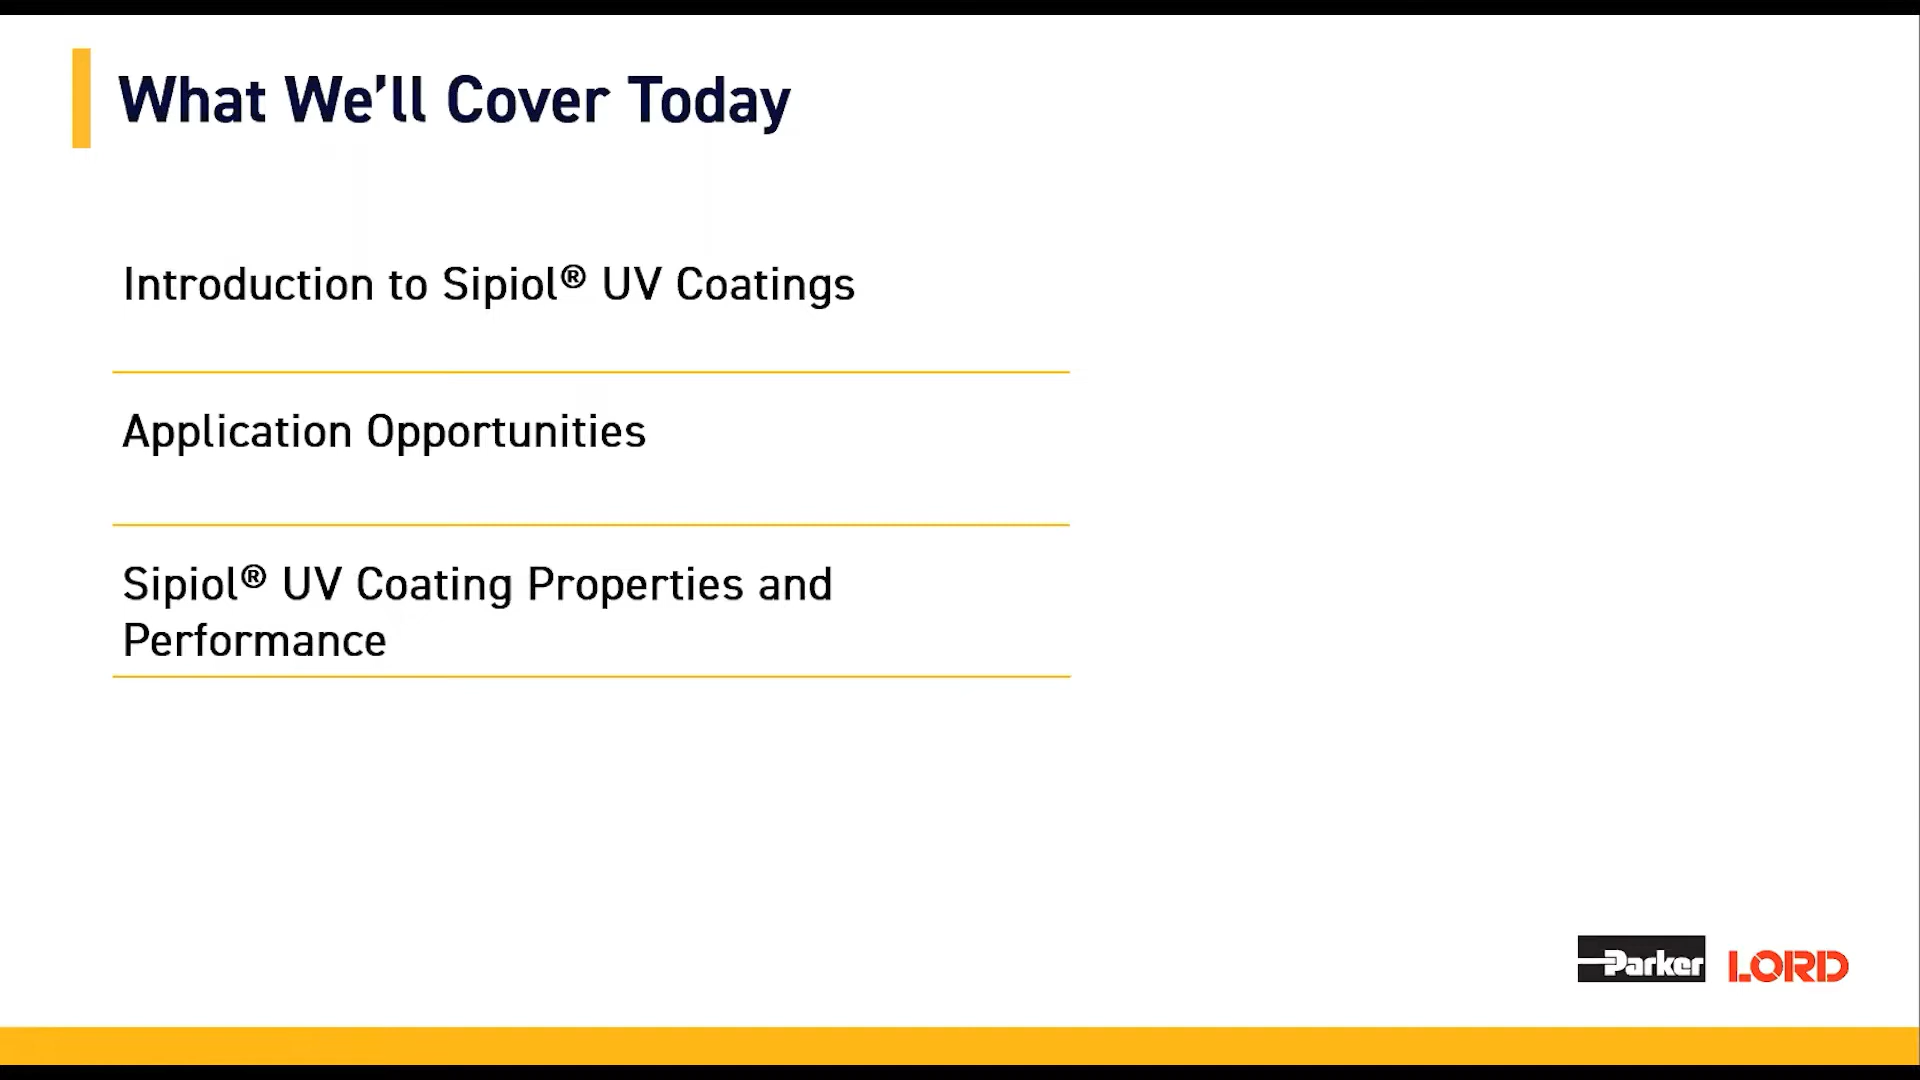 What We’ll Cover Today
Introduction to Sipiol® UV Coatings
Application Opportunities
Sipiol® UV Coating Properties and
Performance
Parker LORD